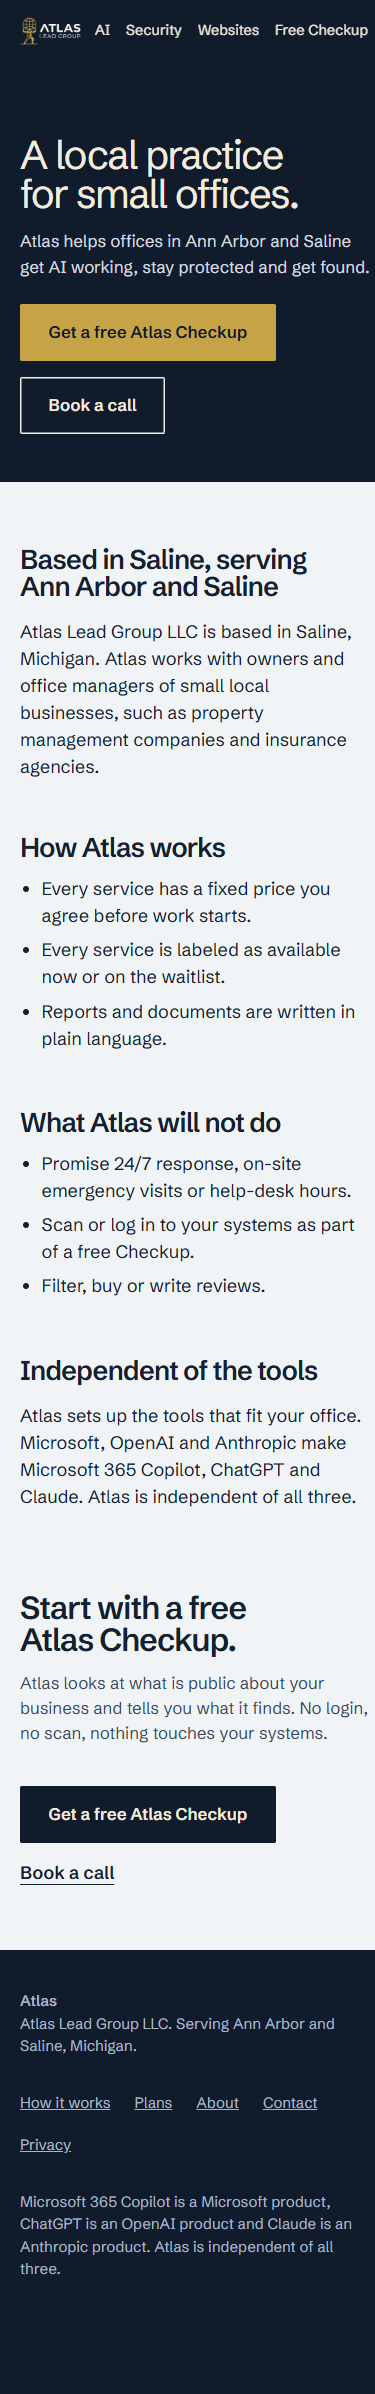 ATLAS
LEAD GROUP
AI Security Websites Free Checkup
A local practice
for small offices.
Atlas helps offices in Ann Arbor and Saline
get AI working, stay protected and get found.
Get a free Atlas Checkup
Book a call
Based in Saline, serving
Ann Arbor and Saline
Atlas Lead Group LLC is based in Saline,
Michigan. Atlas works with owners and
office managers of small local
businesses, such as property
management companies and insurance
agencies.
How Atlas works
• Every service has a fixed price you
agree before work starts.
• Every service is labeled as available
now or on the waitlist.
• Reports and documents are written in
plain language.
What Atlas will not do
• Promise 24/7 response, on-site
emergency visits or help-desk hours.
• Scan or log in to your systems as part
of a free Checkup.
• Filter, buy or write reviews.
Independent of the tools
Atlas sets up the tools that fit your office.
Microsoft, OpenAI and Anthropic make
Microsoft 365 Copilot, ChatGPT and
Claude. Atlas is independent of all three.
Start with a free
Atlas Checkup.
Atlas looks at what is public about your
business and tells you what it finds. No login,
no scan, nothing touches your systems.
Get a free Atlas Checkup
Book a call
Atlas
Atlas Lead Group LLC. Serving Ann Arbor and
Saline, Michigan.
How it works Plans About Contact
Privacy
Microsoft 365 Copilot is a Microsoft product,
ChatGPT is an OpenAI product and Claude is an
Anthropic product. Atlas is independent of all
three.